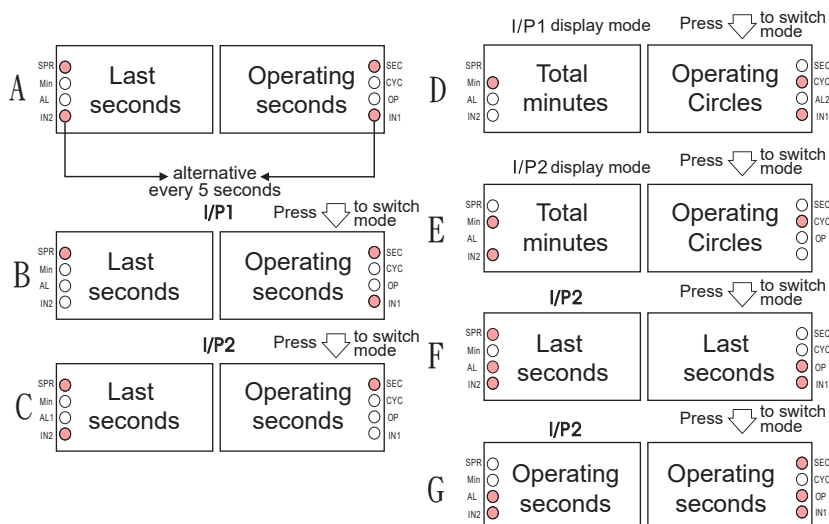 A
SPR
Min
AL
IN2
Last
seconds
Operating
seconds
SEC
CYC
OP
IN1
alternative
every 5 seconds
I/P1
Press to switch
mode
B
SPR
Min
AL
IN2
Last
seconds
Operating
seconds
SEC
CYC
OP
IN1
I/P2
Press to switch
mode
C
SPR
Min
AL1
IN2
Last
seconds
Operating
seconds
SEC
CYC
OP
IN1
I/P1 display mode
Press to switch
mode
D
SPR
Min
AL
IN2
Total
minutes
Operating
Circles
SEC
CYC
AL2
IN1
I/P2 display mode
Press to switch
mode
E
SPR
Min
AL
IN2
Total
minutes
Operating
Circles
SEC
CYC
OP
I/P2
Press to switch
mode
F
SPR
Min
AL
IN2
Last
seconds
Last
seconds
SEC
CYC
OP
IN1
I/P2
Press to switch
mode
G
SPR
Min
AL
IN2
Operating
seconds
Operating
seconds
SEC
CYC
OP
IN1